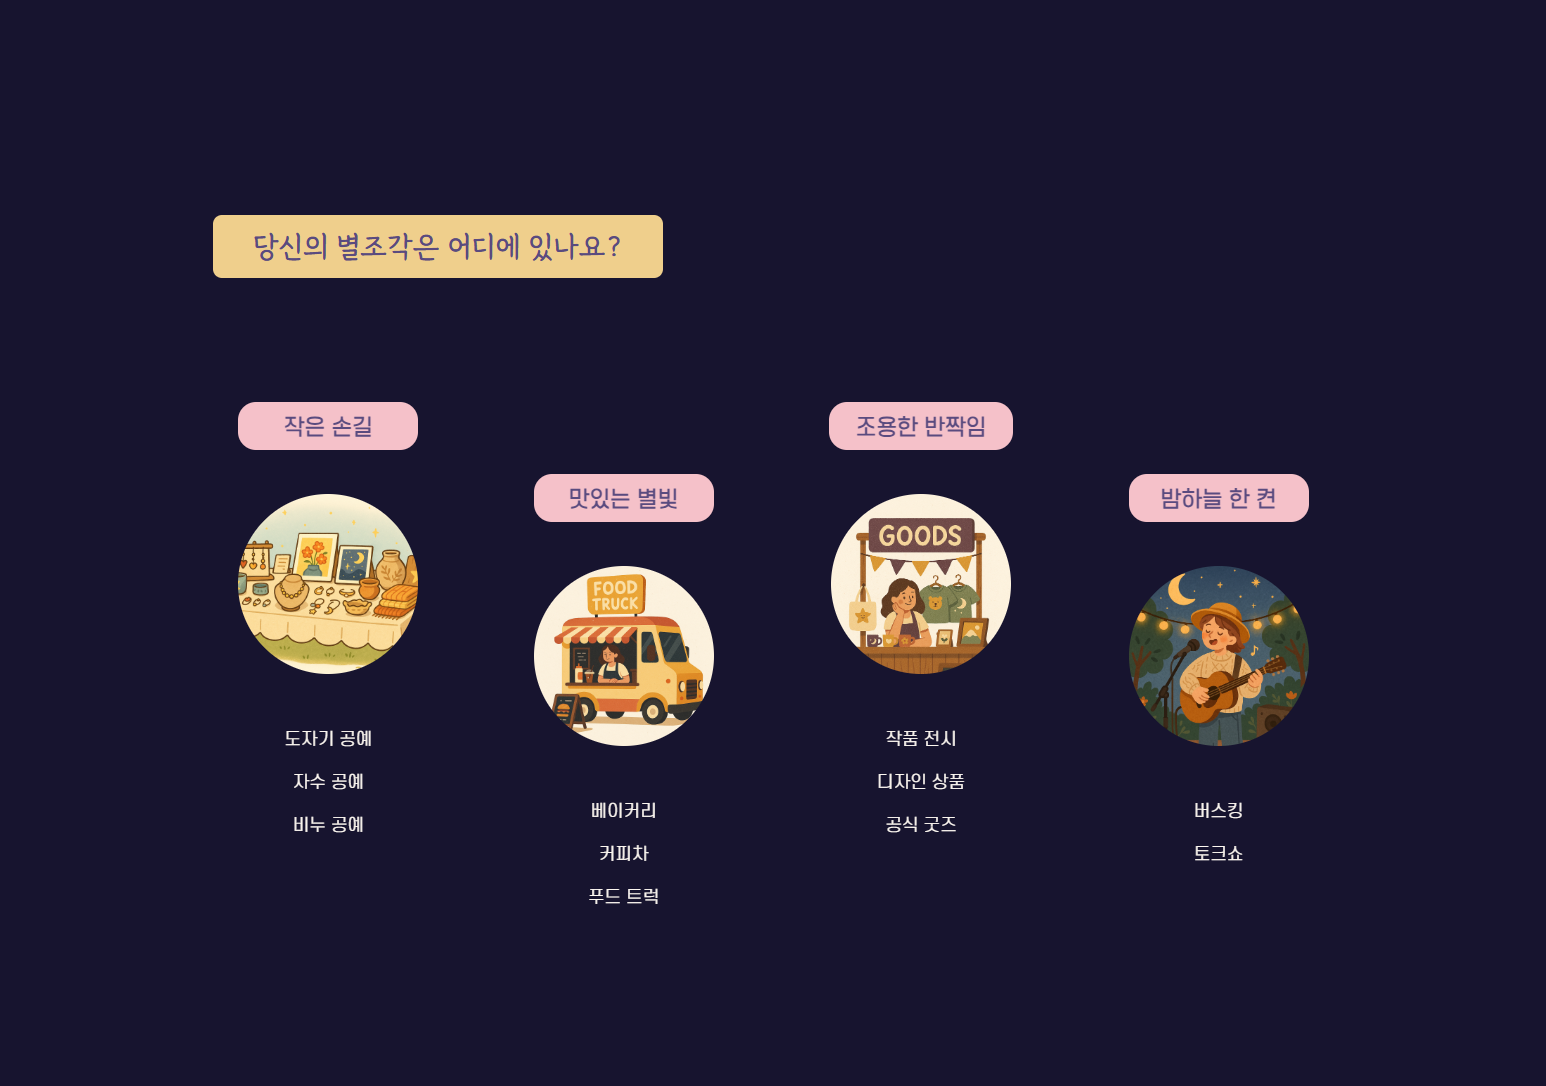 당신의 별조각은 어디에 있나요?
작은 손길
도자기 공예
자수 공예
비누 공예
맛있는 별빛
FOOD
TRUCK
베이커리
커피차
푸드 트럭
조용한 반짝임
GOODS
작품 전시
디자인 상품
공식 굿즈
밤하늘 한 켠
버스킹
토크쇼